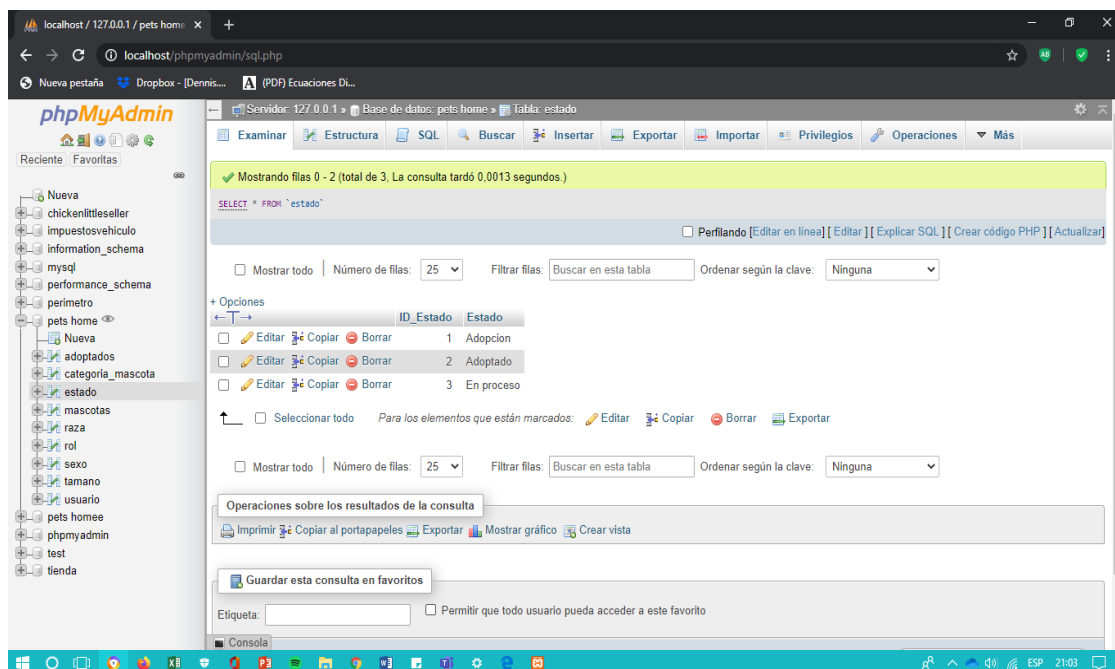 localhost / 127.0.0.1 / pets home
localhost/phpmyadmin/sql.php
AB
Nueva pestaña Dropbox - [Dennis.... (PDF) Ecuaciones Di...
phpMyAdmin
Reciente Favoritas
Nueva
chickenlittleseller
impuestosvehiculo
information_schema
mysql
performance_schema
perimetro
pets home
Nueva
adoptados
categoria_mascota
estado
mascotas
raza
rol
sexo
tamano
usuario
pets homee
phpmyadmin
test
tienda
Servidor: 127.0.0.1 » Base de datos: pets home » Tabla: estado
Examinar Estructura SQL Buscar Insertar Exportar Importar Privilegios Operaciones Más
Mostrando filas 0 - 2 (total de 3, La consulta tardó 0,0013 segundos.)
SELECT * FROM `estado`
Perfilando [Editar en línea] [ Editar ] [ Explicar SQL ] [ Crear código PHP ] [ Actualizar]
Mostrar todo Número de filas: 25 Filtrar filas: Buscar en esta tabla Ordenar según la clave: Ninguna
+ Opciones
←T→ ID_Estado Estado
Editar Copiar Borrar 1 Adopcion
Editar Copiar Borrar 2 Adoptado
Editar Copiar Borrar 3 En proceso
Seleccionar todo Para los elementos que están marcados: Editar Copiar Borrar Exportar
Mostrar todo Número de filas: 25 Filtrar filas: Buscar en esta tabla Ordenar según la clave: Ninguna
Operaciones sobre los resultados de la consulta
Imprimir Copiar al portapapeles Exportar Mostrar gráfico Crear vista
Guardar esta consulta en favoritos
Etiqueta: Permitir que todo usuario pueda acceder a este favorito
Consola
ESP 21:03